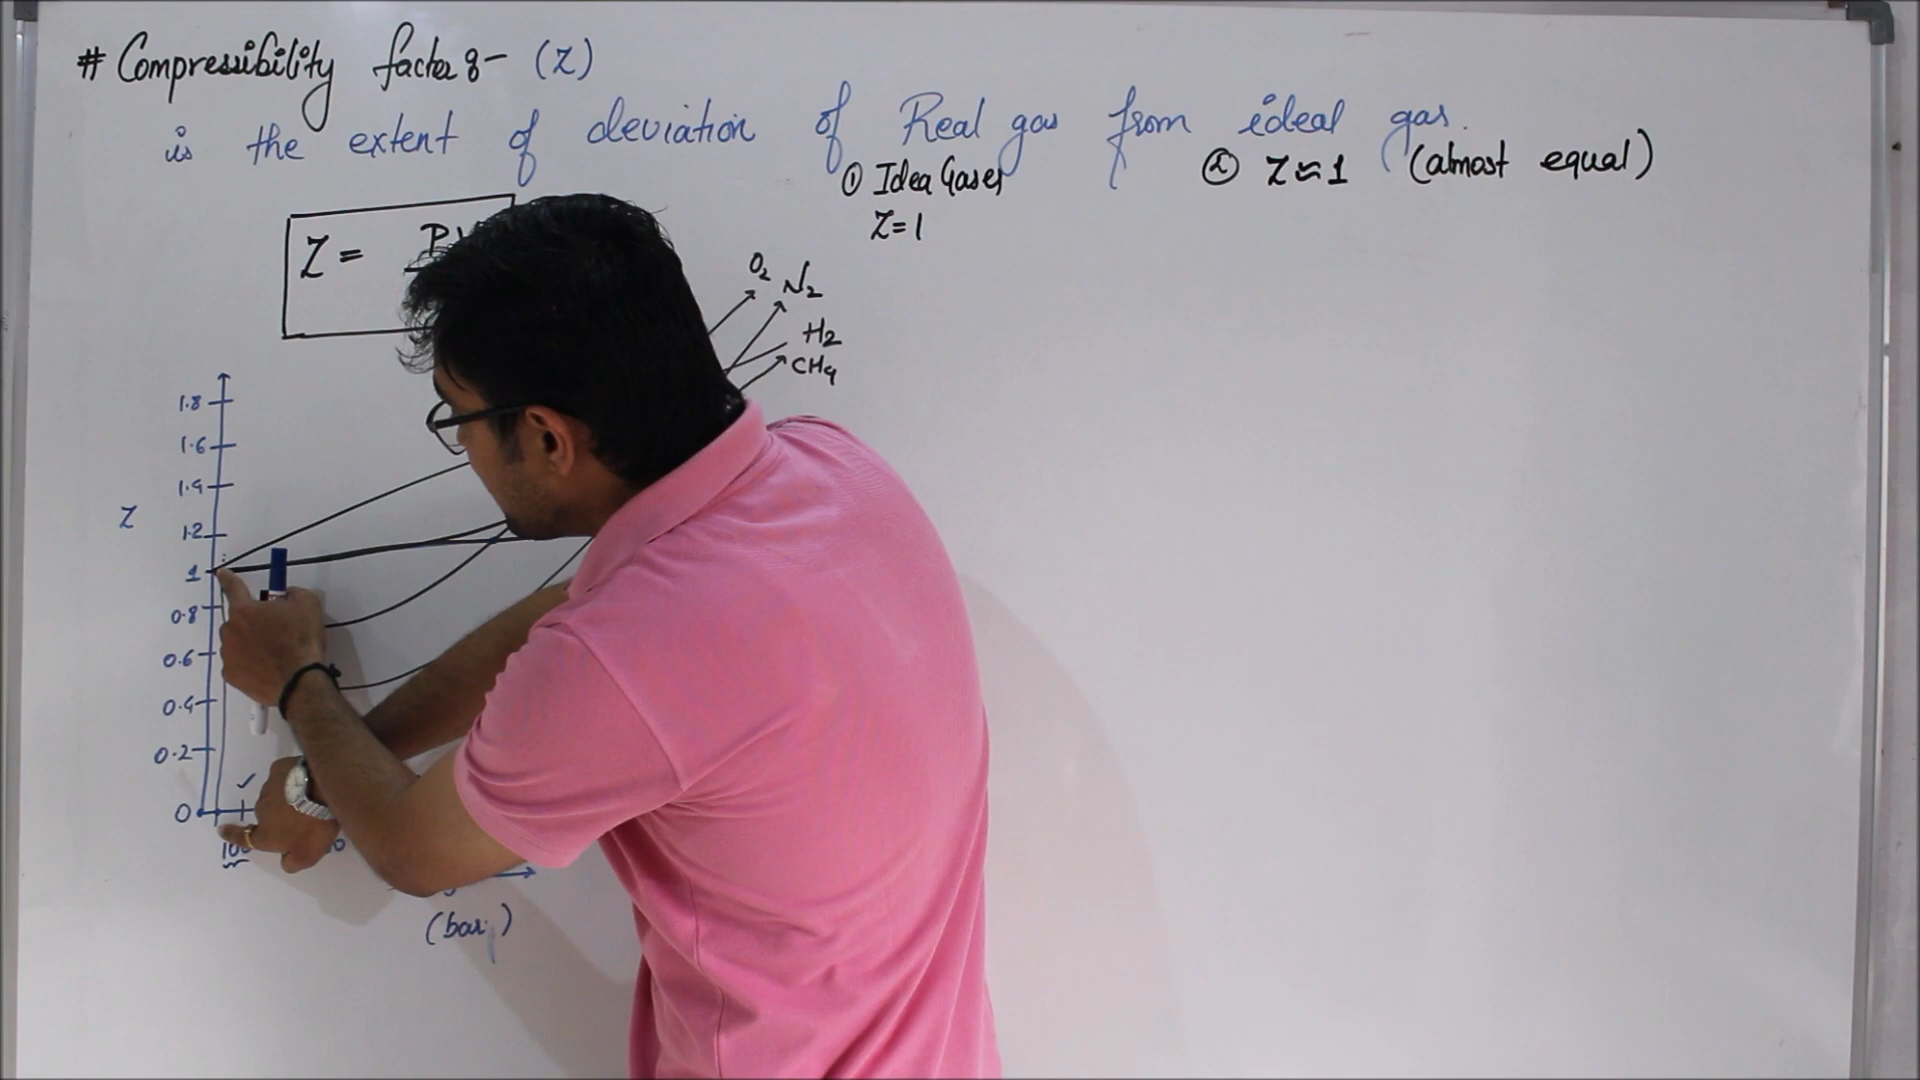 # Compressibility factor :- (Z)
is the extent of deviation of Real gas from ideal gas.
① Idea Gases
Z=1
② Z≈1 (almost equal)
Z =
O2
N2
H2
CH4
1.8
1.6
1.4
1.2
1
0.8
0.6
0.4
0.2
0
Z
(bar)